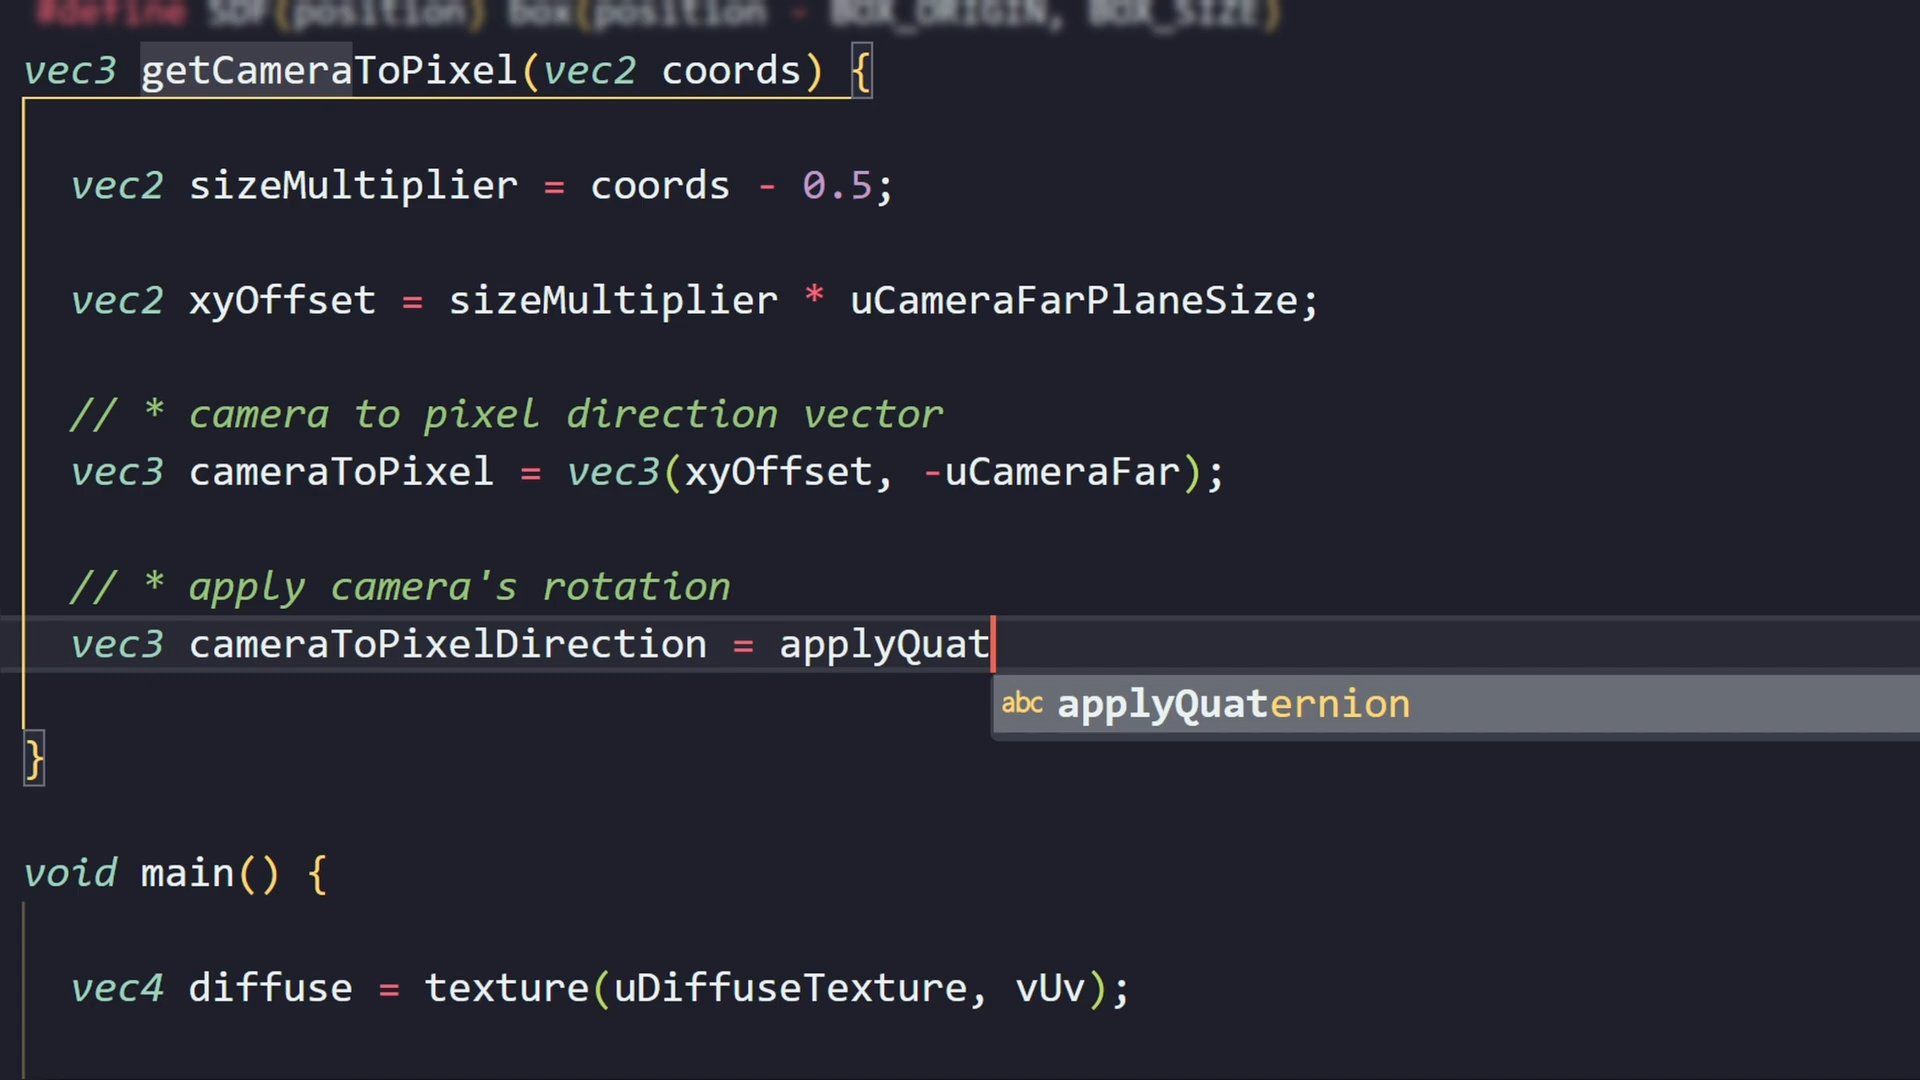 #define SDF(position) box(position - BOX_ORIGIN, BOX_SIZE)
vec3 getCameraToPixel(vec2 coords) {
vec2 sizeMultiplier = coords - 0.5;
vec2 xyOffset = sizeMultiplier * uCameraFarPlaneSize;
// * camera to pixel direction vector
vec3 cameraToPixel = vec3(xyOffset, -uCameraFar);
// * apply camera's rotation
vec3 cameraToPixelDirection = applyQuat
abc applyQuaternion
}
void main() {
vec4 diffuse = texture(uDiffuseTexture, vUv);